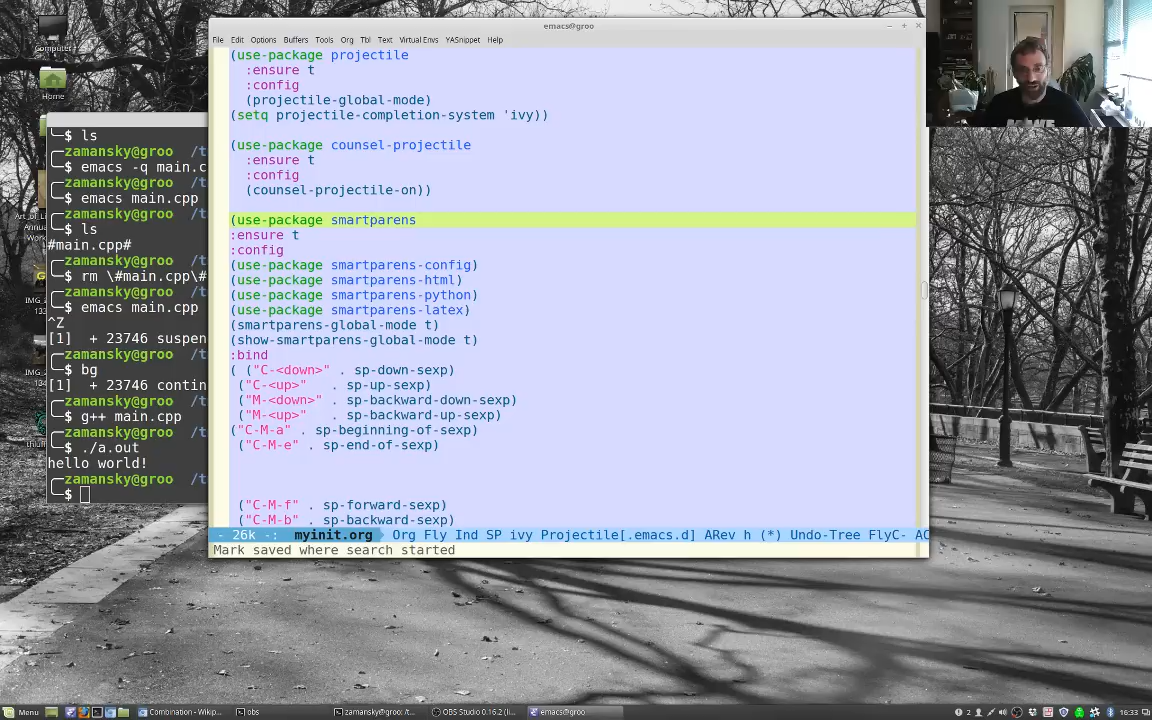 emacs@groo
File Edit Options Buffers Tools Org Tbl Text Virtual Envs YASnippet Help
(use-package projectile
:ensure t
:config
(projectile-global-mode)
(setq projectile-completion-system 'ivy))
(use-package counsel-projectile
:ensure t
:config
(counsel-projectile-on))
(use-package smartparens
:ensure t
:config
(use-package smartparens-config)
(use-package smartparens-html)
(use-package smartparens-python)
(use-package smartparens-latex)
(smartparens-global-mode t)
(show-smartparens-global-mode t)
:bind
( ("C-<down>" . sp-down-sexp)
("C-<up>"   . sp-up-sexp)
("M-<down>" . sp-backward-down-sexp)
("M-<up>"   . sp-backward-up-sexp)
("C-M-a" . sp-beginning-of-sexp)
("C-M-e" . sp-end-of-sexp)
("C-M-f" . sp-forward-sexp)
("C-M-b" . sp-backward-sexp)
- 26k -: myinit.org Org Fly Ind SP ivy Projectile[.emacs.d] ARev h (*) Undo-Tree FlyC- AC
Mark saved where search started
Computer
Home
$ ls
zamansky@groo /t
$ emacs -q main.c
zamansky@groo /t
$ emacs main.cpp
zamansky@groo /t
$ ls
#main.cpp#
zamansky@groo /t
$ rm \#main.cpp\#
zamansky@groo /t
$ emacs main.cpp
^Z
[1]  + 23746 suspen
zamansky@groo /t
$ bg
[1]  + 23746 contin
zamansky@groo /t
$ g++ main.cpp
zamansky@groo /t
$ ./a.out
hello world!
zamansky@groo /t
$
Menu
Combination - Wikip...
obs
zamansky@groo: /t...
OBS Studio 0.16.2 (li...
emacs@groo
2
16:33